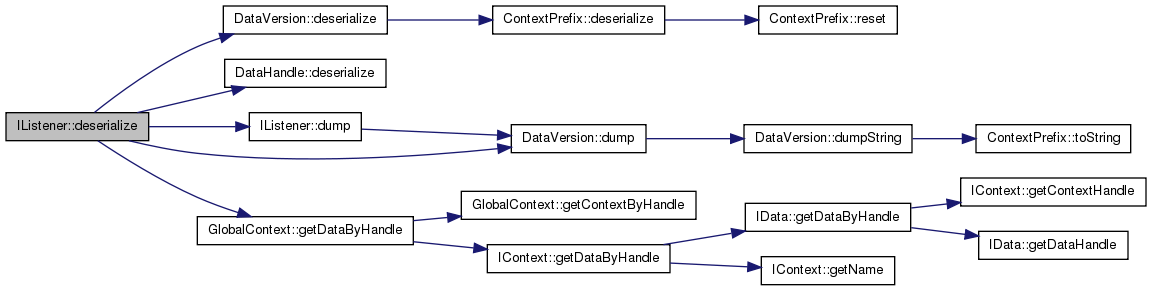 DataVersion::deserialize
ContextPrefix::deserialize
ContextPrefix::reset
DataHandle::deserialize
IListener::deserialize
IListener::dump
DataVersion::dump
DataVersion::dumpString
ContextPrefix::toString
GlobalContext::getDataByHandle
GlobalContext::getContextByHandle
IContext::getDataByHandle
IData::getDataByHandle
IContext::getContextHandle
IData::getDataHandle
IContext::getName